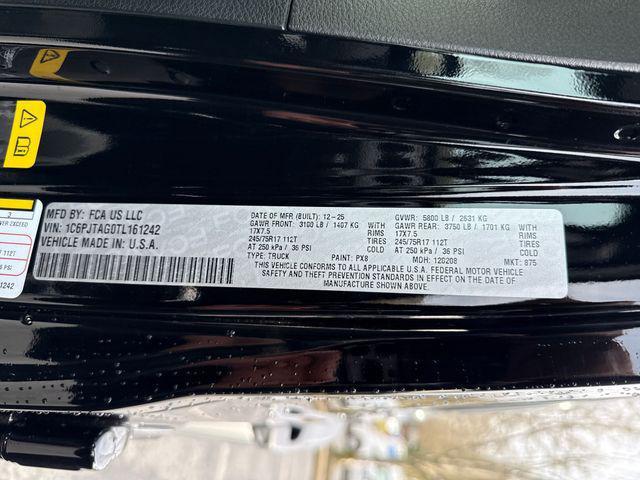 MFD BY: FCA US LLC
VIN: 1C6PJTAG0TL161242
VEHICLE MADE IN: U.S.A.
DATE OF MFR (BUILT): 12-25
GAWR FRONT: 3100 LB / 1407 KG WITH
17X7.5 RIMS
245/75R17 112T
AT 250 kPa / 36 PSI COLD
TYPE: TRUCK PAINT: PX8
GVWR: 5800 LB / 2631 KG
GAWR REAR: 3750 LB / 1701 KG WITH
17X7.5 RIMS
245/75R17 112T
AT 250 kPa / 36 PSI COLD
MDH: 120208 MKT: 875
THIS VEHICLE CONFORMS TO ALL APPLICABLE U.S.A. FEDERAL MOTOR VEHICLE
SAFETY AND THEFT PREVENTION STANDARDS IN EFFECT ON THE DATE OF
MANUFACTURE SHOWN ABOVE.
3
112T
PSI
1242